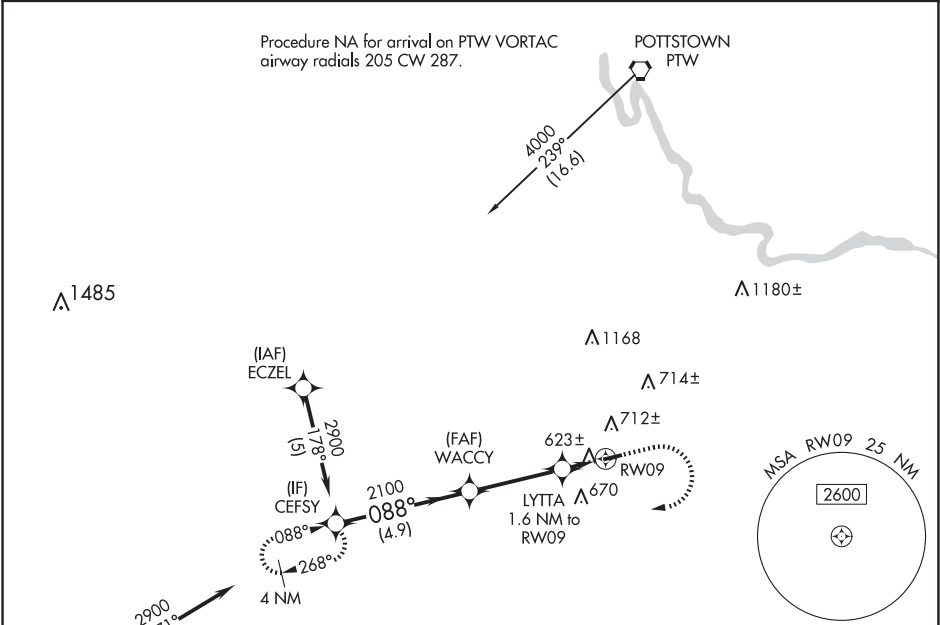 Procedure NA for arrival on PTW VORTAC
airway radials 205 CW 287.
POTTSTOWN
PTW
4000
239°
(16.6)
1485
1180±
1168
(IAF)
ECZEL
714±
2900
178°
(5)
712±
(FAF)
WACCY
623±
RW09
MSA RW09 25 NM
2600
(IF)
CEFSY
2100
088°
(4.9)
LYTTA
1.6 NM to
RW09
670
088°
268°
4 NM
2900